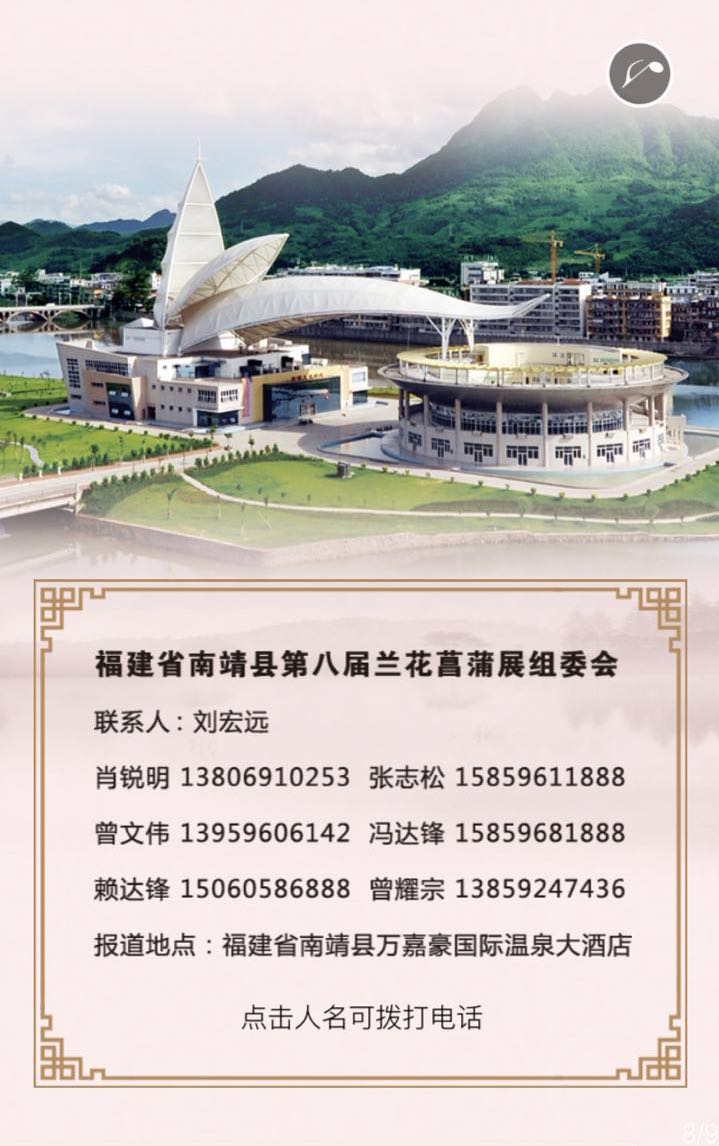 福建省南靖县第八届兰花菖蒲展组委会
联系人：刘宏远
肖锐明 13806910253 张志松 15859611888
曾文伟 13959606142 冯达锋 15859681888
赖达锋 15060586888 曾耀宗 13859247436
报道地点：福建省南靖县万嘉豪国际温泉大酒店
点击人名可拨打电话
8/9